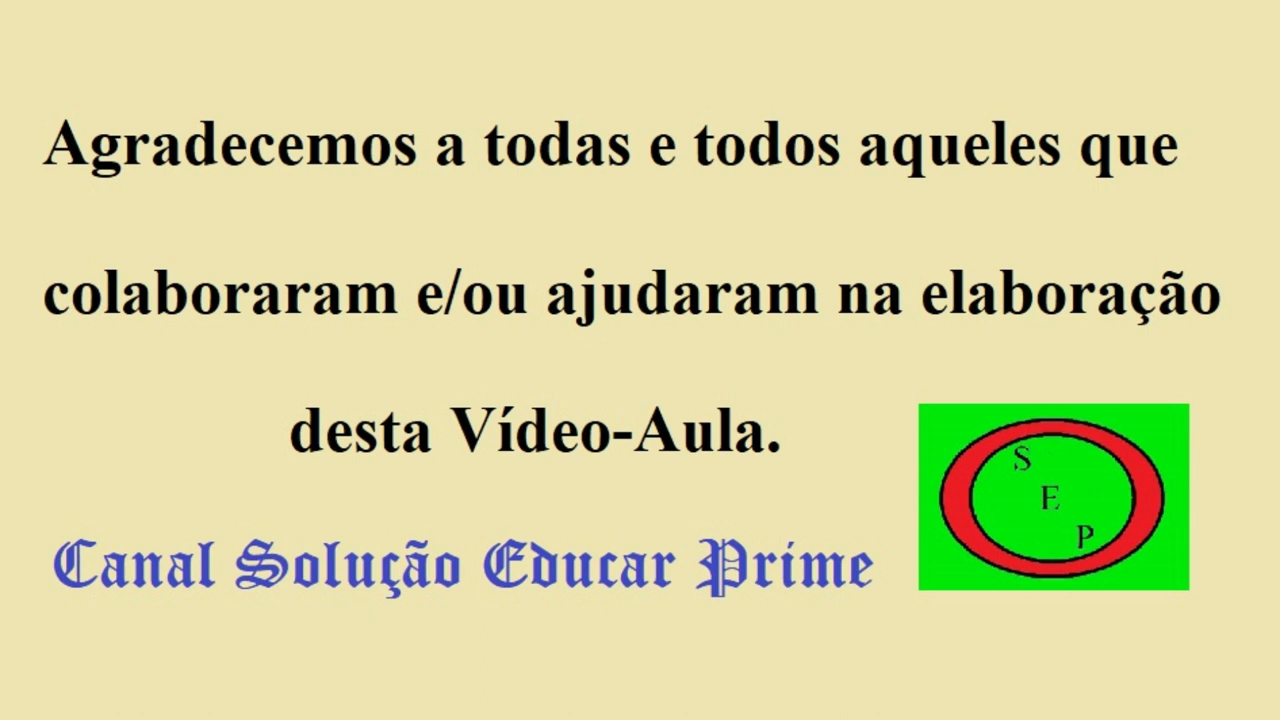 Agradecemos a todas e todos aqueles que
colaboraram e/ou ajudaram na elaboração
desta Vídeo-Aula.
Canal Solução Educar Prime
S
E
P